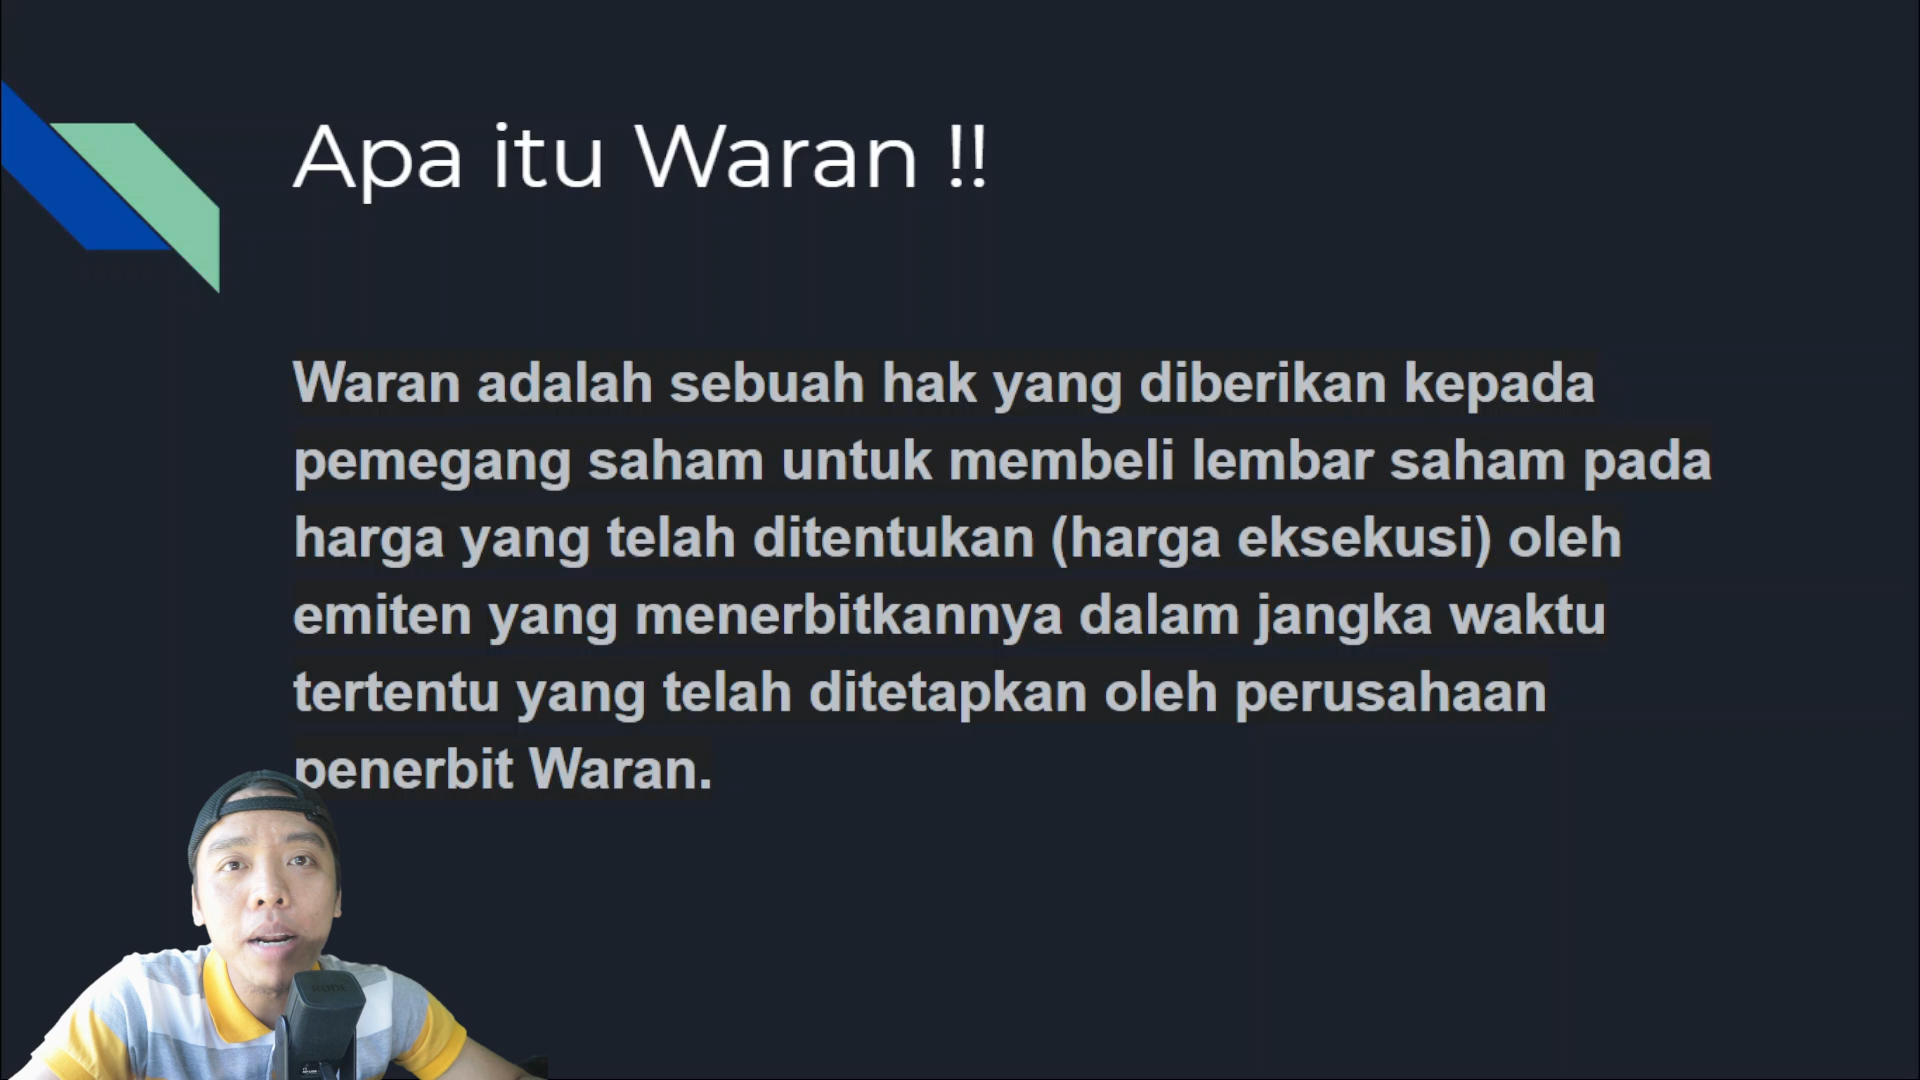 Apa itu Waran !!
Waran adalah sebuah hak yang diberikan kepada
pemegang saham untuk membeli lembar saham pada
harga yang telah ditentukan (harga eksekusi) oleh
emiten yang menerbitkannya dalam jangka waktu
tertentu yang telah ditetapkan oleh perusahaan
penerbit Waran.
RODE